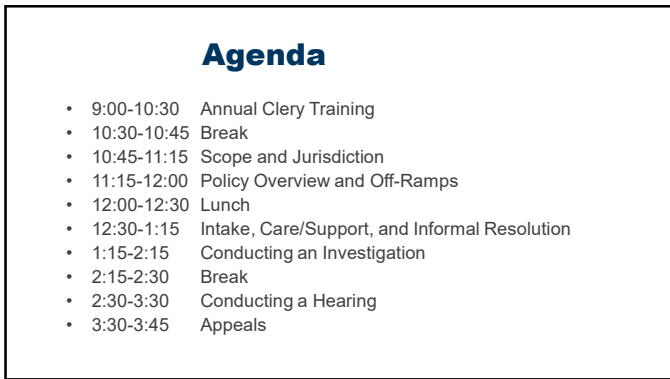 Agenda
• 9:00-10:30 Annual Clery Training
• 10:30-10:45 Break
• 10:45-11:15 Scope and Jurisdiction
• 11:15-12:00 Policy Overview and Off-Ramps
• 12:00-12:30 Lunch
• 12:30-1:15 Intake, Care/Support, and Informal Resolution
• 1:15-2:15 Conducting an Investigation
• 2:15-2:30 Break
• 2:30-3:30 Conducting a Hearing
• 3:30-3:45 Appeals